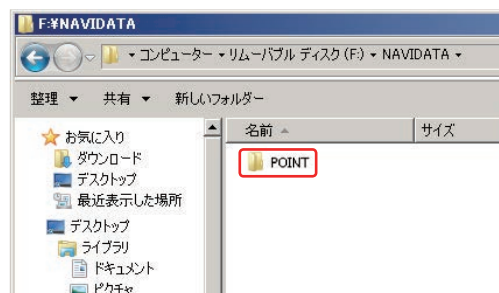 F:¥NAVIDATA
コンピューター ▾ リムーバブル ディスク (F:) ▾ NAVIDATA ▾
整理 ▼ 共有 ▼ 新しいフォルダー
お気に入り
ダウンロード
デスクトップ
最近表示した場所
デスクトップ
ライブラリ
ドキュメント
ピクチャ
名前 サイズ
POINT